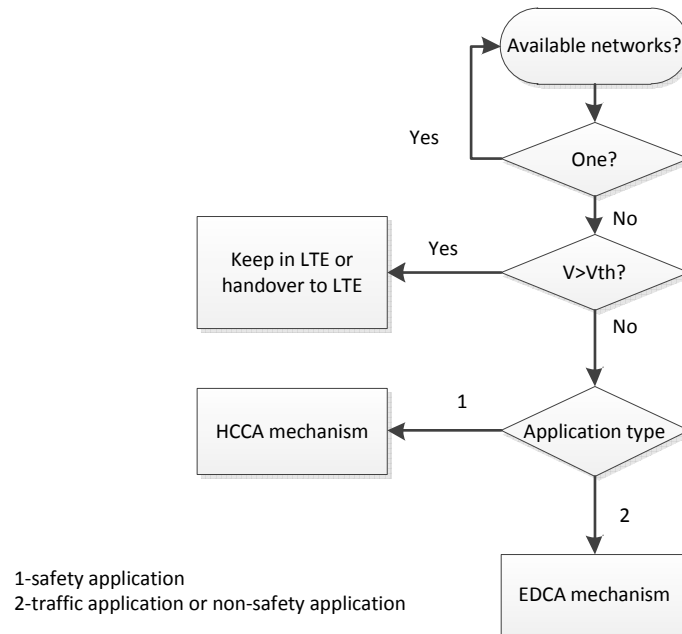 Available networks?
Yes
One?
No
Keep in LTE or
handover to LTE
Yes
V>Vth?
No
HCCA mechanism
1
Application type
2
1-safety application
2-traffic application or non-safety application
EDCA mechanism